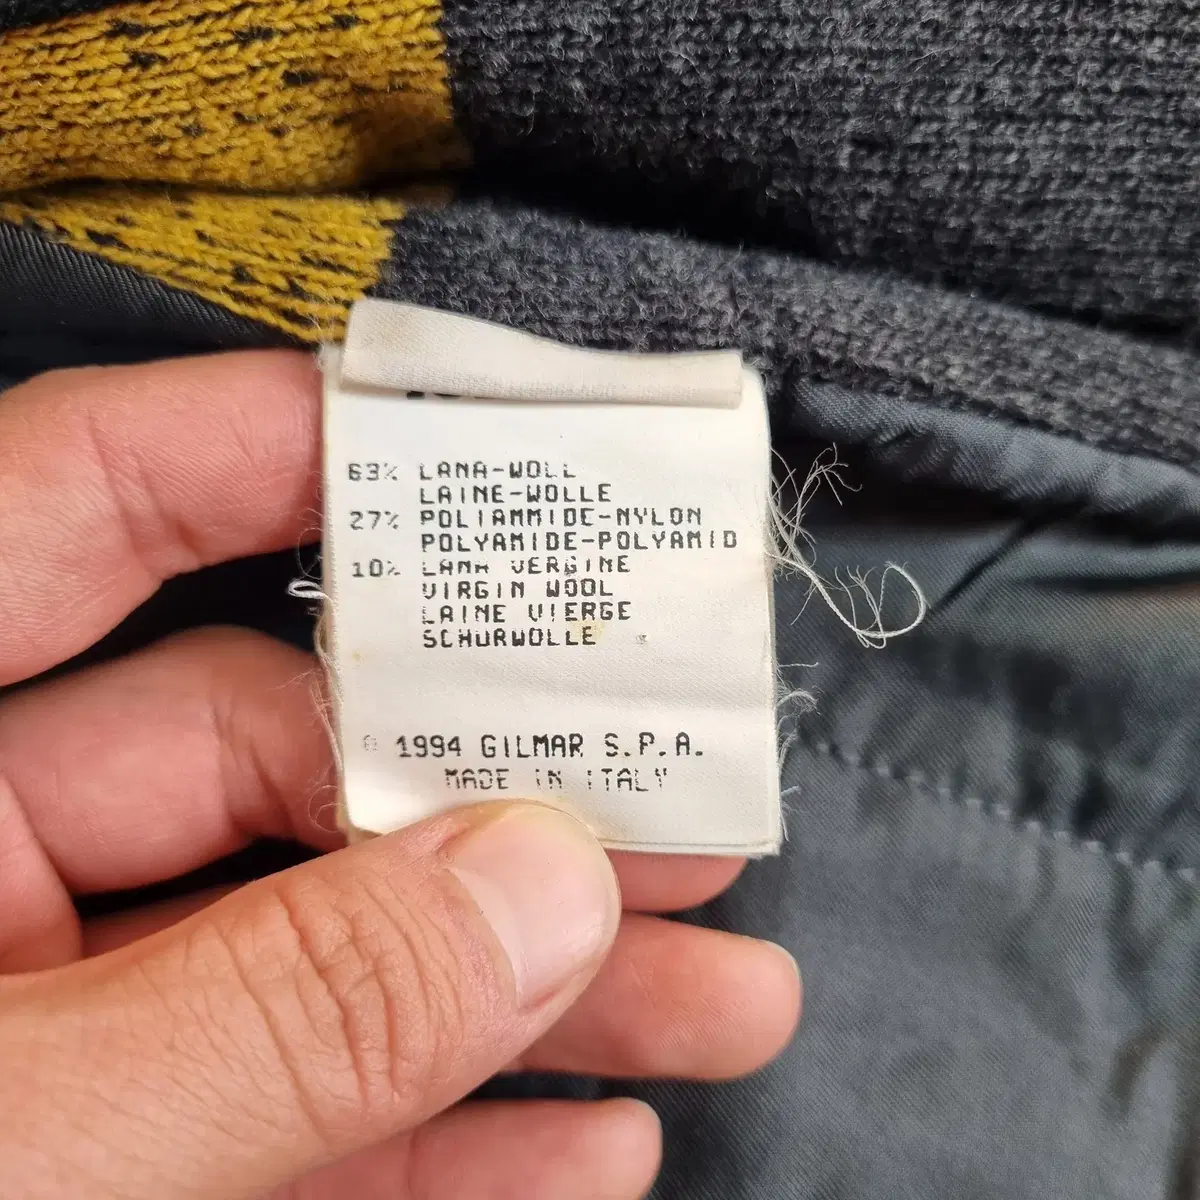 63% LANA-WOLL
LAINE-WOLLE
27% POLIAMMIDE-NYLON
POLYAMIDE-POLYAMID
10% LANA VERGINE
VIRGIN WOOL
LAINE VIERGE
SCHURWOLLE
© 1994 GILMAR S.P.A.
MADE IN ITALY